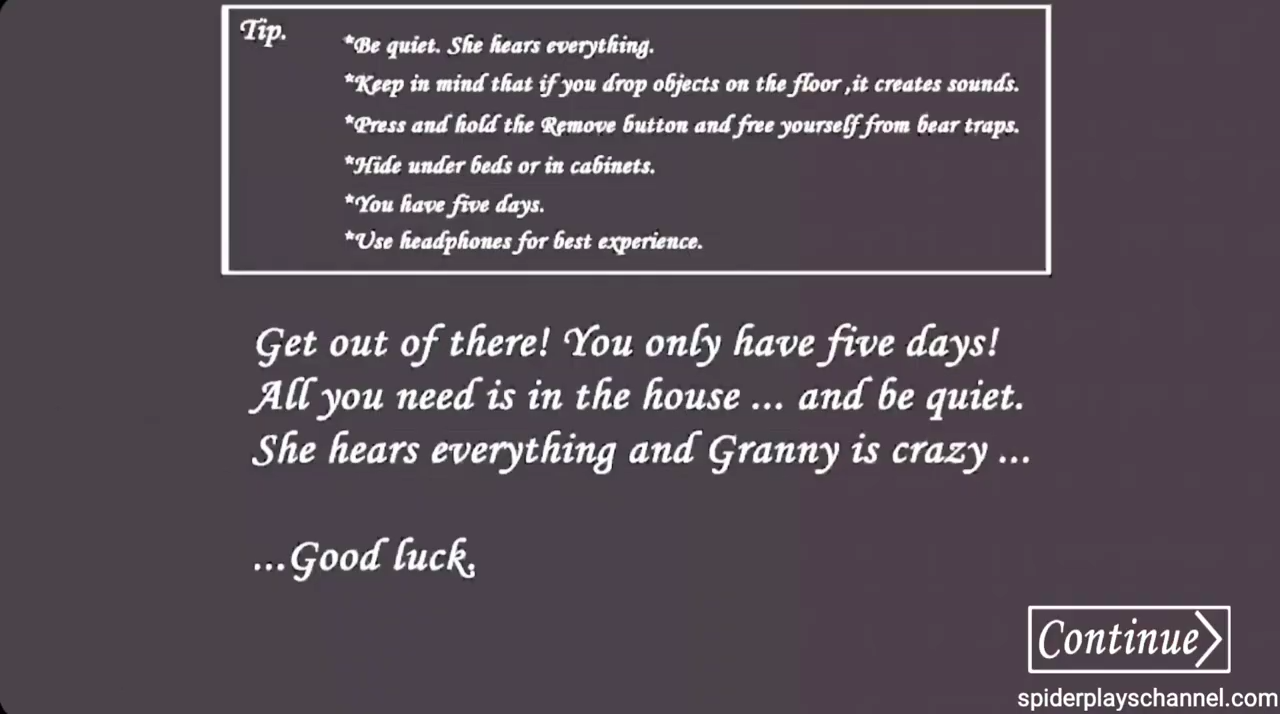 Tip.
*Be quiet. She hears everything.
*Keep in mind that if you drop objects on the floor ,it creates sounds.
*Press and hold the Remove button and free yourself from bear traps.
*Hide under beds or in cabinets.
*You have five days.
*Use headphones for best experience.
Get out of there! You only have five days!
All you need is in the house ... and be quiet.
She hears everything and Granny is crazy ...
...Good luck.
Continue
spiderplayschannel.com